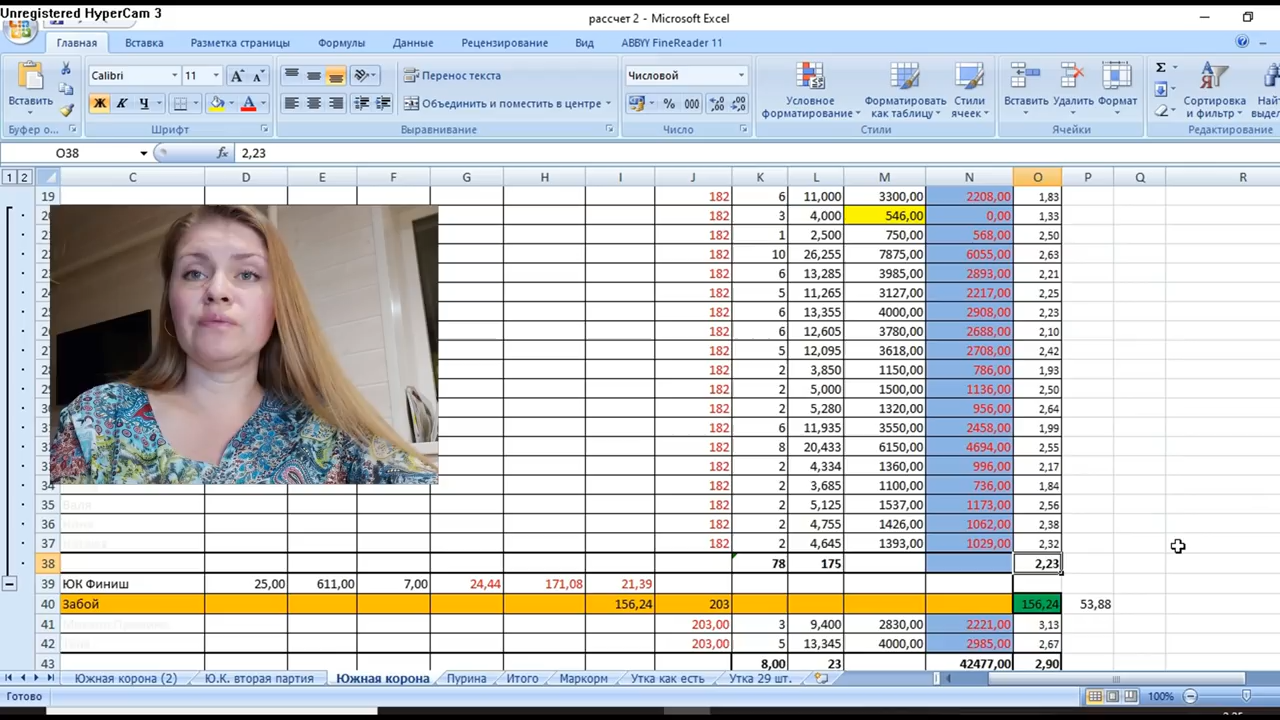 Unregistered HyperCam 3
рассчет 2 - Microsoft Excel
Главная Вставка Разметка страницы Формулы Данные Рецензирование Вид ABBYY FineReader 11
Calibri 11 Перенос текста Числовой
Вставить Ж К Ч Объединить и поместить в центре % 000 Условное форматирование Форматировать как таблицу Стили ячеек Вставить Удалить Формат Сортировка и фильтр
Буфер о... Шрифт Выравнивание Число Стили Ячейки Редактирование
O38 fx 2,23
1 2 C D E F G H I J K L M N O P Q R
19 182 6 11,000 3300,00 2208,00 1,83
182 3 4,000 546,00 0,00 1,33
182 1 2,500 750,00 568,00 2,50
182 10 26,255 7875,00 6055,00 2,63
182 6 13,285 3985,00 2893,00 2,21
182 5 11,265 3127,00 2217,00 2,25
182 6 13,355 4000,00 2908,00 2,23
182 6 12,605 3780,00 2688,00 2,10
182 5 12,095 3618,00 2708,00 2,42
182 2 3,850 1150,00 786,00 1,93
182 2 5,000 1500,00 1136,00 2,50
182 2 5,280 1320,00 956,00 2,64
182 6 11,935 3550,00 2458,00 1,99
182 8 20,433 6150,00 4694,00 2,55
182 2 4,334 1360,00 996,00 2,17
34 182 2 3,685 1100,00 736,00 1,84
35 182 2 5,125 1537,00 1173,00 2,56
36 182 2 4,755 1426,00 1062,00 2,38
37 182 2 4,645 1393,00 1029,00 2,32
38 78 175 2,23
39 ЮК Финиш 25,00 611,00 7,00 24,44 171,08 21,39
40 Забой 156,24 203 156,24 53,88
41 203,00 3 9,400 2830,00 2221,00 3,13
42 203,00 5 13,345 4000,00 2985,00 2,67
43 8,00 23 42477,00 2,90
Южная корона (2) Ю.К. вторая партия Южная корона Пурина Итого Маркорм Утка как есть Утка 29 шт.
Готово 100%